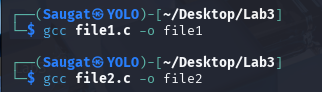 ┌──(Saugat㉿YOLO)-[~/Desktop/Lab3]
└─$ gcc file1.c -o file1
┌──(Saugat㉿YOLO)-[~/Desktop/Lab3]
└─$ gcc file2.c -o file2